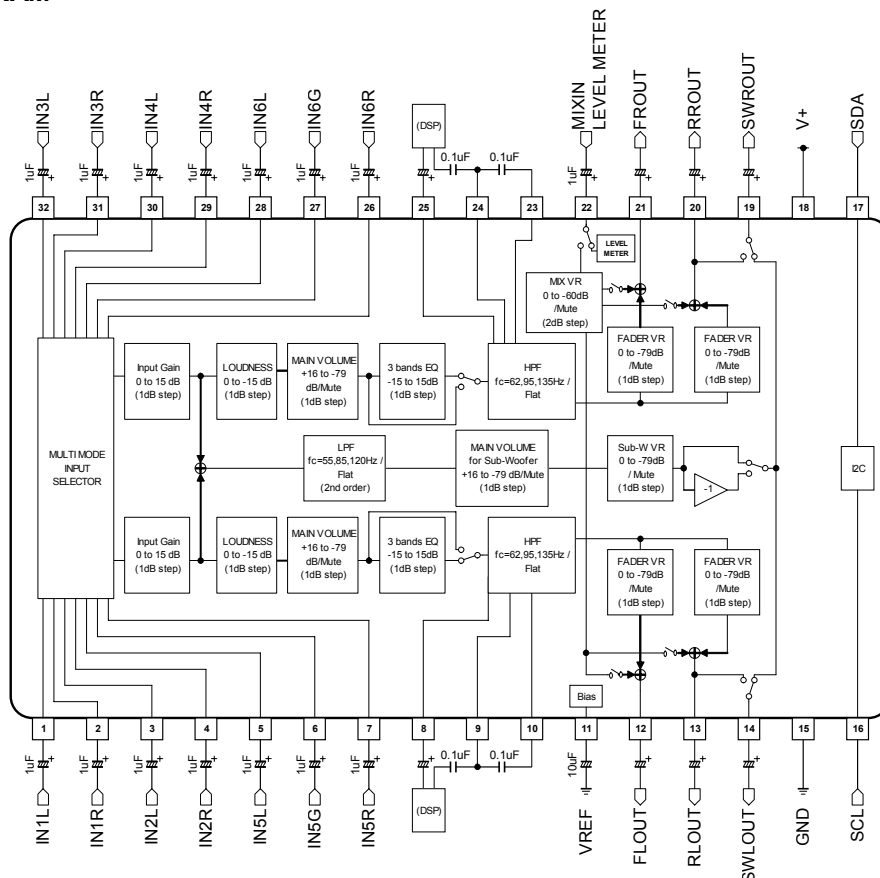 IN3L
IN3R
IN4L
IN4R
IN6L
IN6G
IN6R
(DSP)
0.1uF
0.1uF
MIXIN
LEVEL METER
FROUT
RROUT
SWROUT
V+
SDA
1uF
+
1uF
+
1uF
+
1uF
+
1uF
+
1uF
+
1uF
+
+
1uF
+
+
+
+
32
31
30
29
28
27
26
25
24
23
22
21
20
19
18
17
LEVEL
METER
MIX VR
0 to -60dB
/Mute
(2dB step)
FADER VR
0 to -79dB
/Mute
(1dB step)
FADER VR
0 to -79dB
/Mute
(1dB step)
MULTI MODE
INPUT
SELECTOR
Input Gain
0 to 15 dB
(1dB step)
LOUDNESS
0 to -15 dB
(1dB step)
MAIN VOLUME
+16 to -79
dB/Mute
(1dB step)
3 bands EQ
-15 to 15dB
(1dB step)
HPF
fc=62,95,135Hz /
Flat
LPF
fc=55,85,120Hz /
Flat
(2nd order)
MAIN VOLUME
for Sub-Woofer
+16 to -79 dB/Mute
(1dB step)
Sub-W VR
0 to -79dB
/ Mute
(1dB step)
-1
I2C
Input Gain
0 to 15 dB
(1dB step)
LOUDNESS
0 to -15 dB
(1dB step)
MAIN VOLUME
+16 to -79
dB/Mute
(1dB step)
3 bands EQ
-15 to 15dB
(1dB step)
HPF
fc=62,95,135Hz /
Flat
FADER VR
0 to -79dB
/Mute
(1dB step)
FADER VR
0 to -79dB
/Mute
(1dB step)
Bias
1
2
3
4
5
6
7
8
9
10
11
12
13
14
15
16
1uF
+
1uF
+
1uF
+
1uF
+
1uF
+
1uF
+
1uF
+
+
0.1uF
0.1uF
10uF
+
+
+
+
(DSP)
IN1L
IN1R
IN2L
IN2R
IN5L
IN5G
IN5R
VREF
FLOUT
RLOUT
SWLOUT
GND
SCL